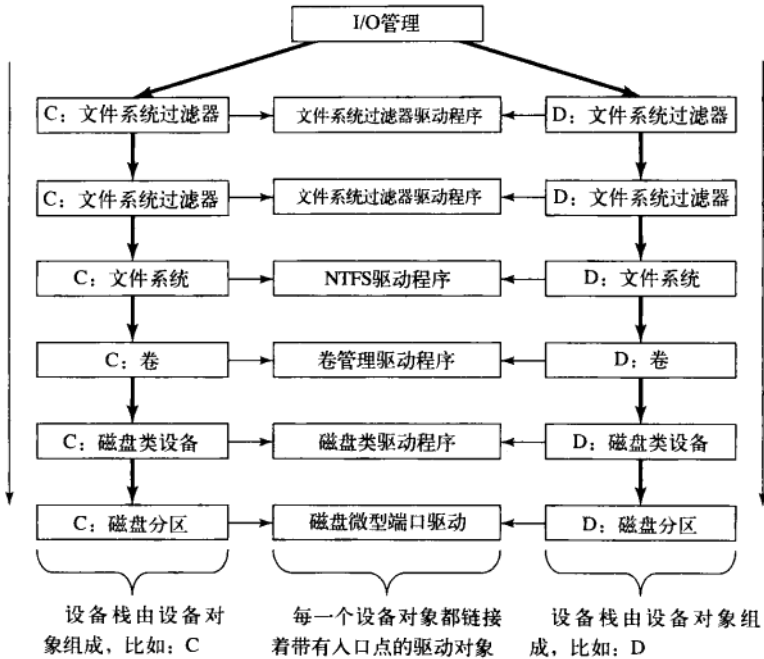 I/O管理
C：文件系统过滤器
文件系统过滤器驱动程序
D：文件系统过滤器
C：文件系统过滤器
文件系统过滤器驱动程序
D：文件系统过滤器
C：文件系统
NTFS驱动程序
D：文件系统
C：卷
卷管理驱动程序
D：卷
C：磁盘类设备
磁盘类驱动程序
D：磁盘类设备
C：磁盘分区
磁盘微型端口驱动
D：磁盘分区
设备栈由设备对
象组成，比如：C
每一个设备对象都链接
着带有入口点的驱动对象
设备栈由设备对象组
成，比如：D